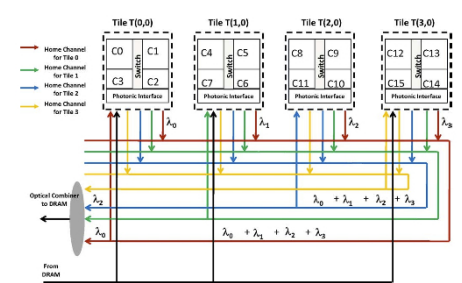 Tile T(0,0) Tile T(1,0) Tile T(2,0) Tile T(3,0)
Home Channel
for Tile 0
Home Channel
for Tile 1
Home Channel
for Tile 2
Home Channel
for Tile 3
C0 Switch C1
C3 C2
Photonic Interface
C4 Switch C5
C7 C6
Photonic Interface
C8 Switch C9
C11 C10
Photonic Interface
C12 Switch C13
C15 C14
Photonic Interface
λ0 λ1 λ2 λ3
Optical Combiner
to DRAM
λ2
λ0 + λ1 + λ2 + λ3
λ0
λ0 + λ1 + λ2 + λ3
From
DRAM